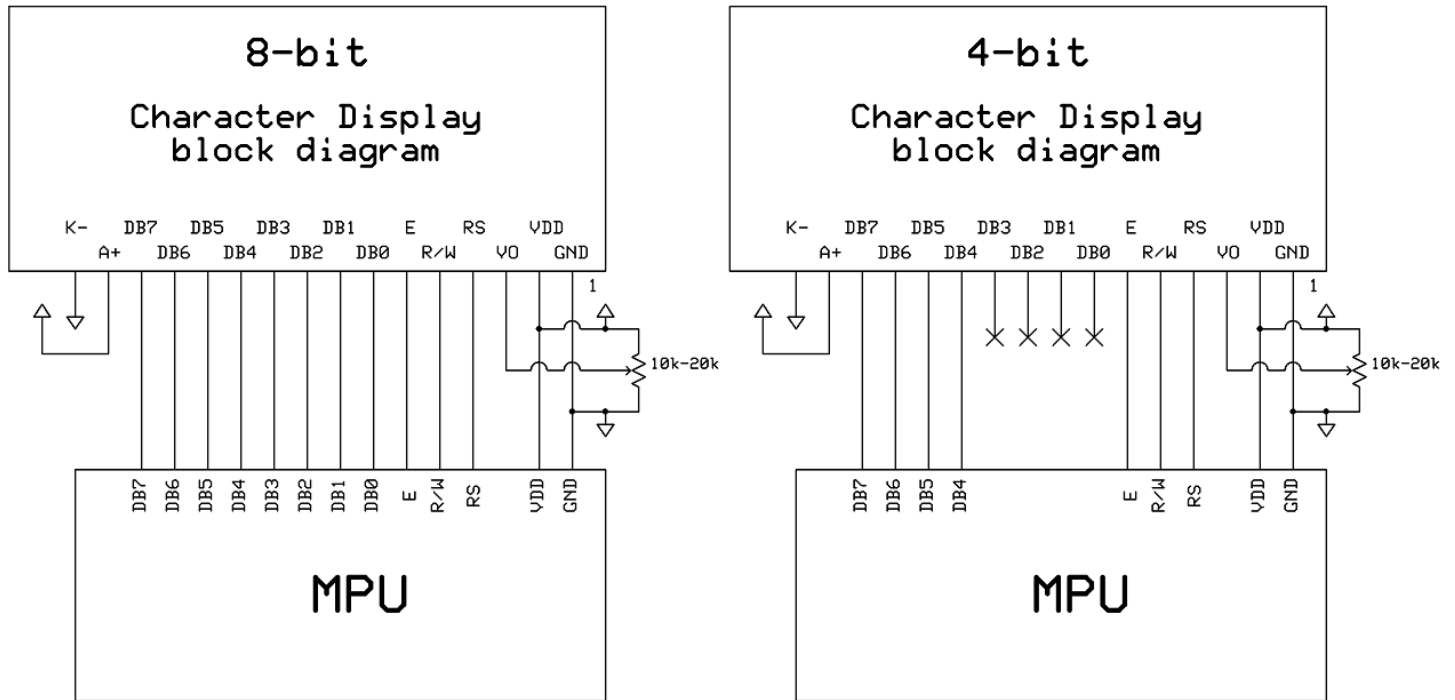 8-bit
Character Display
block diagram
K- DB7 DB5 DB3 DB1 E RS VDD
A+ DB6 DB4 DB2 DB0 R/W VO GND
1
10k-20k
DB7 DB6 DB5 DB4 DB3 DB2 DB1 DB0 E R/W RS VDD GND
MPU
4-bit
Character Display
block diagram
K- DB7 DB5 DB3 DB1 E RS VDD
A+ DB6 DB4 DB2 DB0 R/W VO GND
1
10k-20k
DB7 DB6 DB5 DB4 E R/W RS VDD GND
MPU